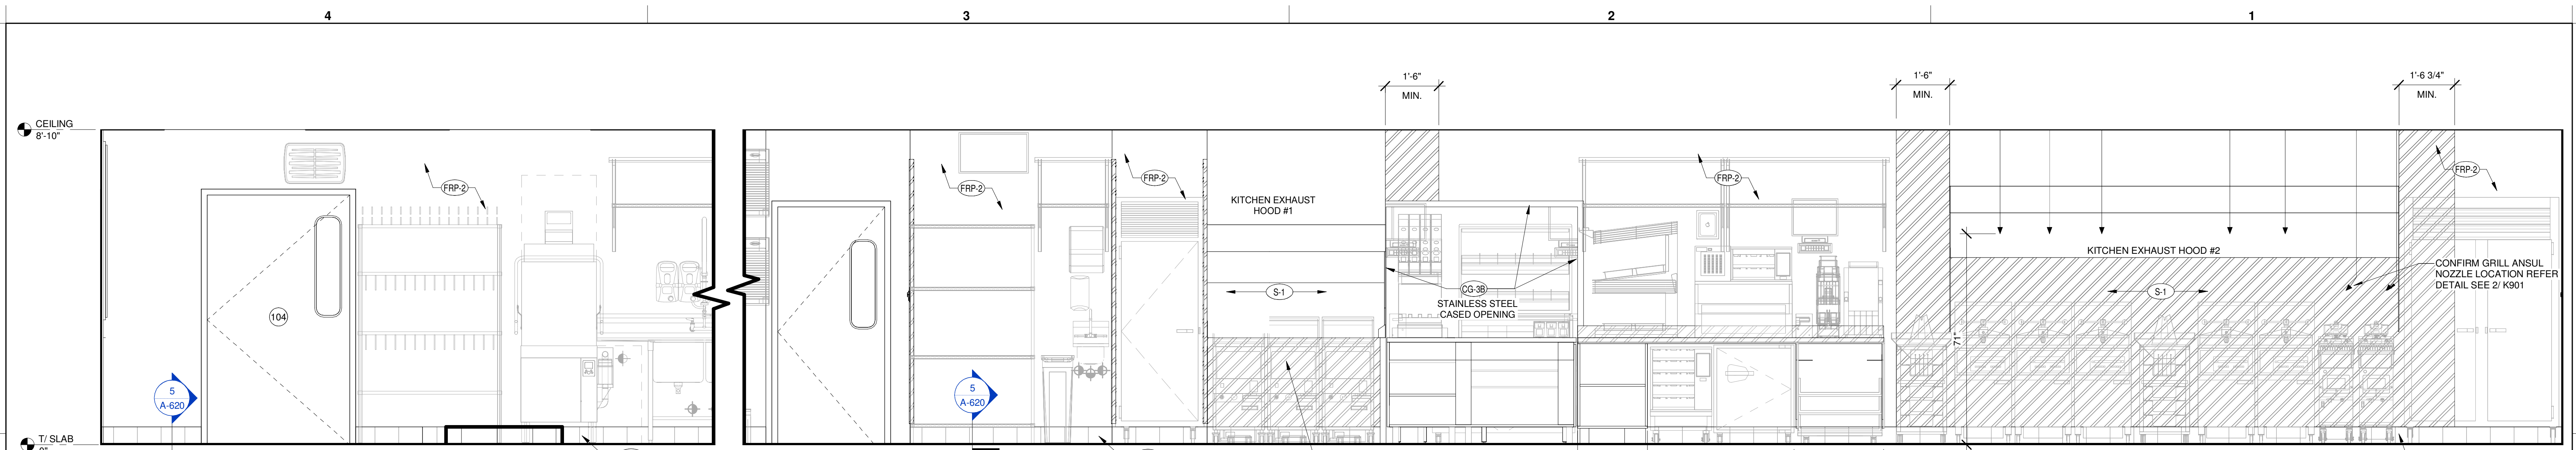 4
3
2
1
1'-6"
MIN.
1'-6"
MIN.
1'-6 3/4"
MIN.
CEILING
8'-10"
FRP-2
FRP-2
FRP-2
FRP-2
FRP-2
KITCHEN EXHAUST
HOOD #1
KITCHEN EXHAUST HOOD #2
CONFIRM GRILL ANSUL
NOZZLE LOCATION REFER
DETAIL SEE 2/ K901
S-1
CG-3B
S-1
STAINLESS STEEL
CASED OPENING
104
71"
5
A-620
5
A-620
T/ SLAB